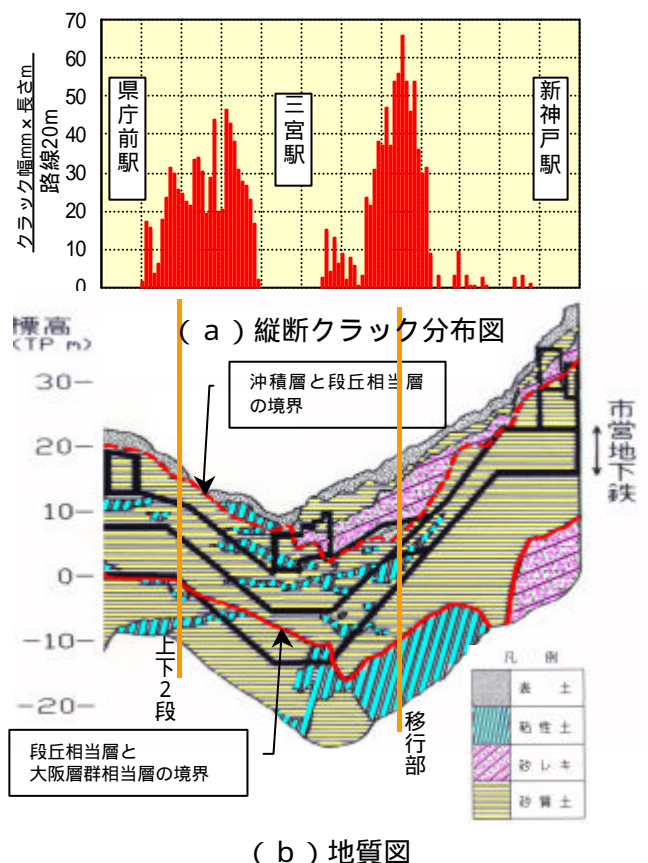 70
60
50
40
30
20
10
0
クラック幅mm×長さm
路線20m
県庁前駅
三宮駅
新神戸駅
(a)縦断クラック分布図
標高
(TP m)
30
20
10
0
-10
-20
沖積層と段丘相当層
の境界
市営地下鉄
上下2段
移行部
段丘相当層と
大阪層群相当層の境界
凡 例
表 土
粘 性 土
砂 レ キ
砂 質 土
(b)地質図